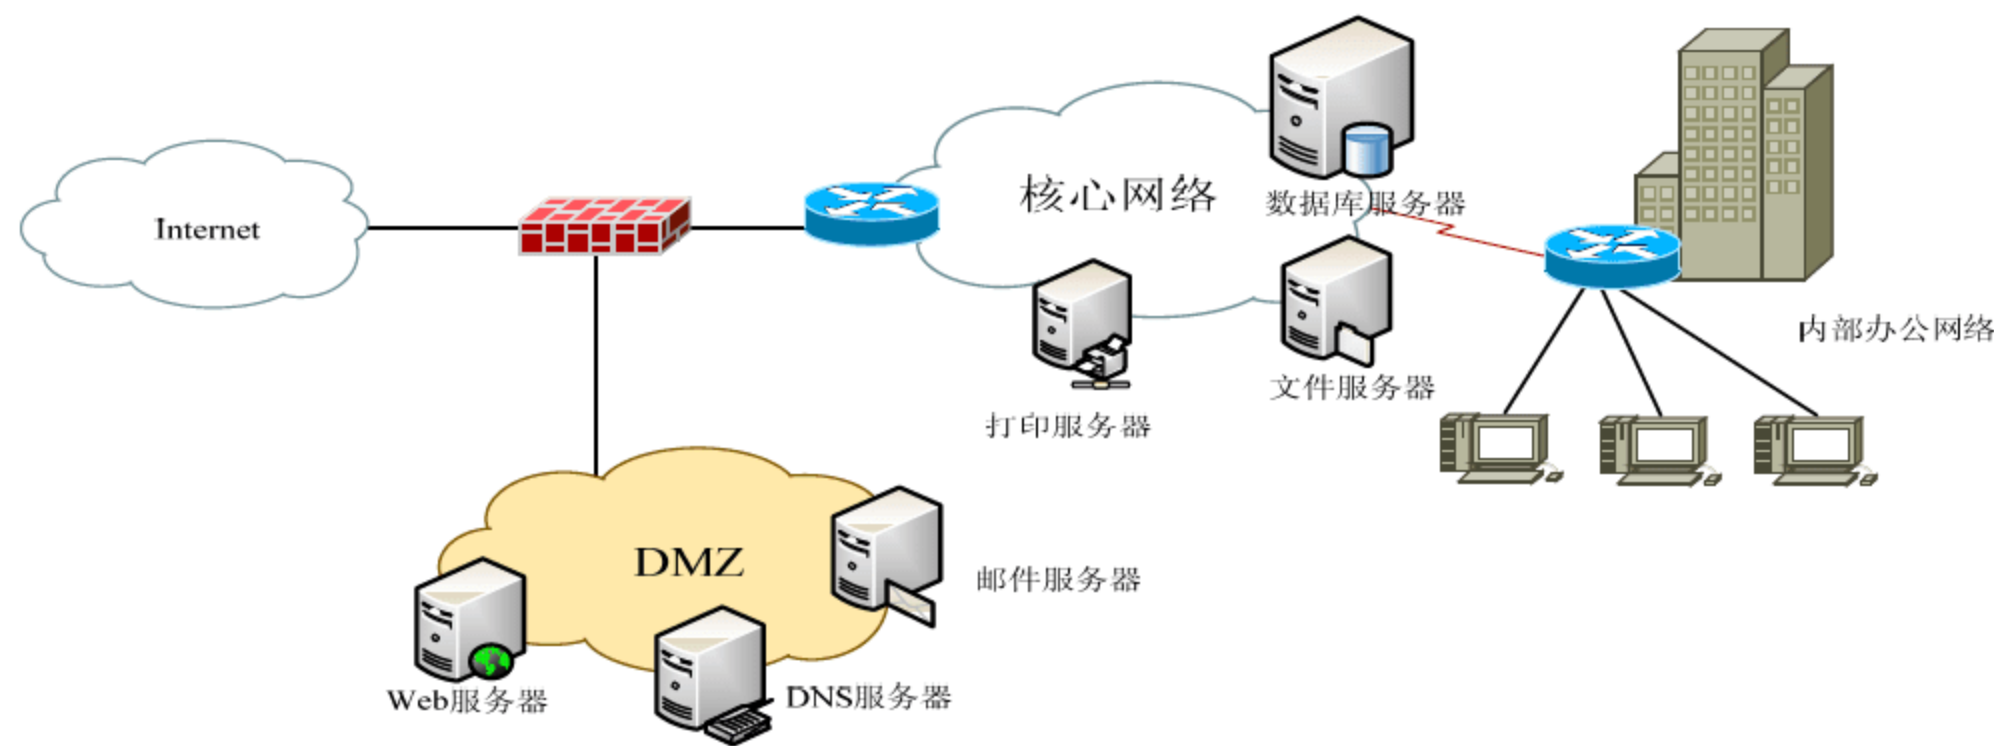 Internet
核心网络
数据库服务器
内部办公网络
文件服务器
打印服务器
DMZ
邮件服务器
Web服务器
DNS服务器